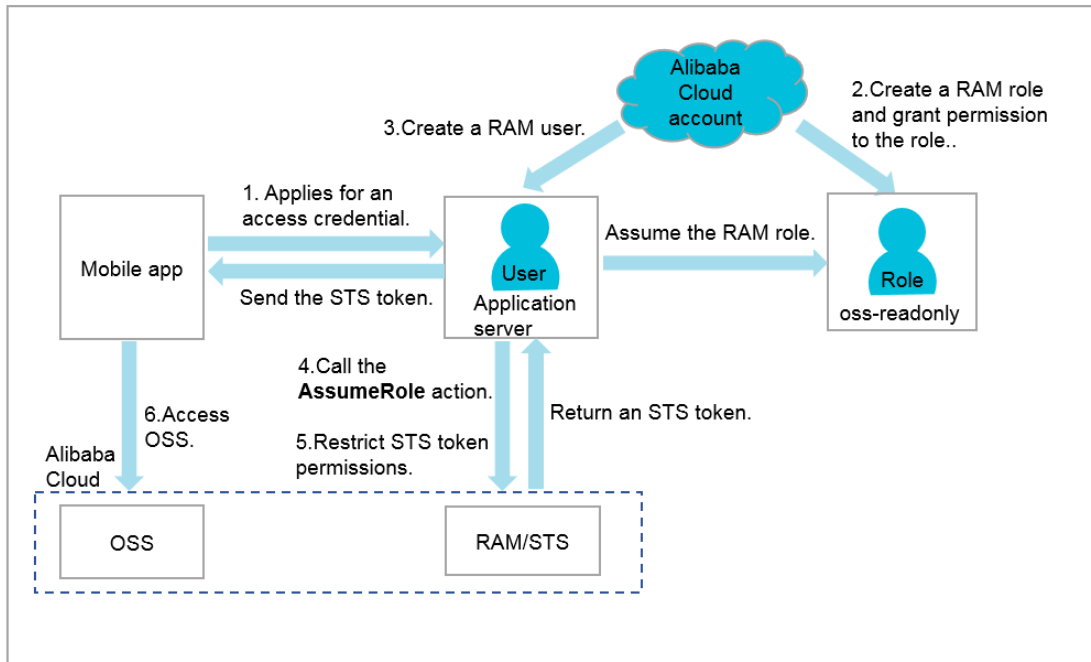 Alibaba
Cloud
account
2.Create a RAM role
and grant permission
to the role..
3.Create a RAM user.
1. Applies for an
access credential.
Mobile app
User
Application
server
Assume the RAM role.
Role
oss-readonly
Send the STS token.
4.Call the
AssumeRole action.
Return an STS token.
5.Restrict STS token
permissions.
6.Access
OSS.
Alibaba
Cloud
OSS
RAM/STS